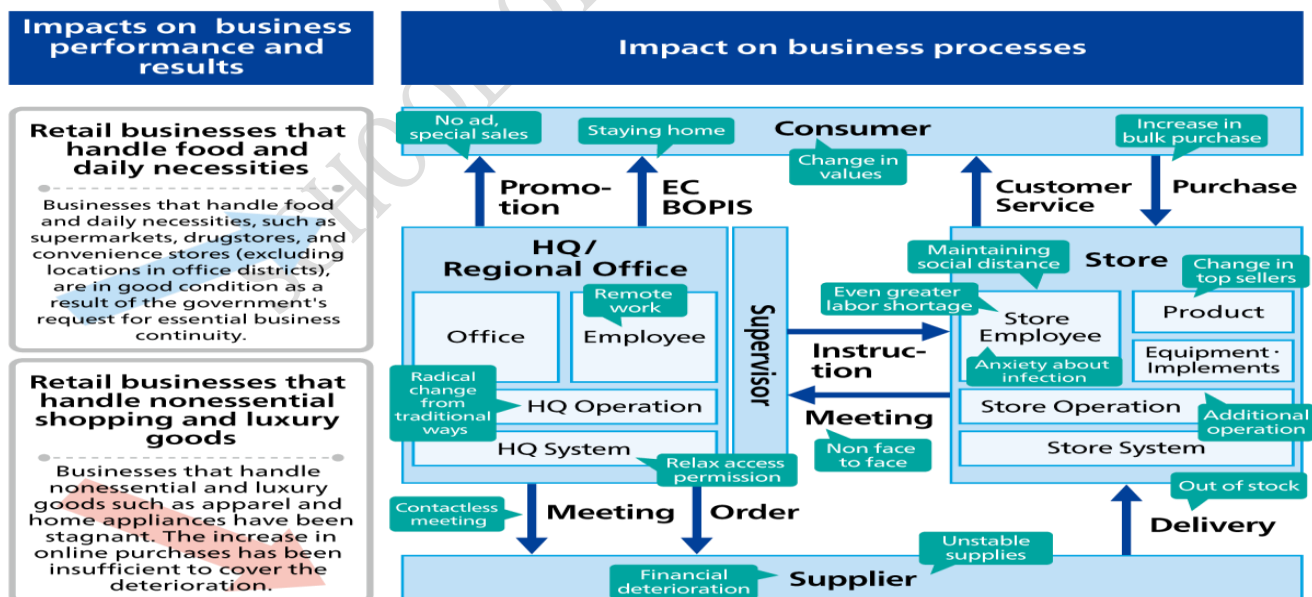 Impacts on business
performance and
results
Retail businesses that
handle food and
daily necessities
Businesses that handle food
and daily necessities, such as
supermarkets, drugstores, and
convenience stores (excluding
locations in office districts),
are in good condition as a
result of the government's
request for essential business
continuity.
Retail businesses that
handle nonessential
shopping and luxury
goods
Businesses that handle
nonessential and luxury
goods such as apparel and
home appliances have been
stagnant. The increase in
online purchases has been
insufficient to cover the
deterioration.
Impact on business processes
No ad,
special sales
Staying home
Consumer
Change in
values
Increase in
bulk purchase
Promo-
tion
EC
BOPIS
Customer
Service
Purchase
HQ/
Regional Office
Office
Remote
work
Employee
Radical
change
from
traditional
ways
HQ Operation
HQ System
Relax access
permission
Supervisor
Instruc-
tion
Meeting
Non face
to face
Maintaining
social distance
Store
Change in
top sellers
Even greater
labor shortage
Store
Employee
Anxiety about
infection
Product
Equipment·
Implements
Store Operation
Additional
operation
Store System
Contactless
meeting
Meeting
Order
Out of stock
Delivery
Unstable
supplies
Financial
deterioration
Supplier